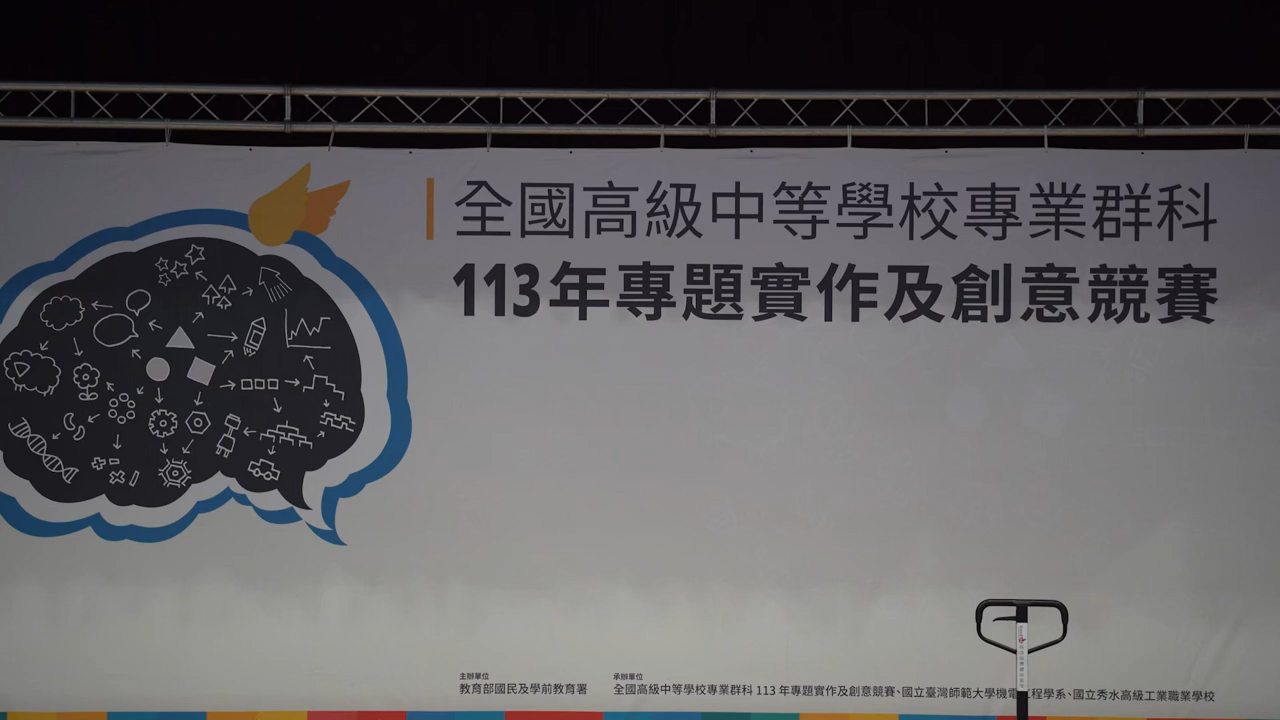 全國高級中等學校專業群科
113年專題實作及創意競賽
主辦單位
教育部國民及學前教育署
承辦單位
全國高級中等學校專業群科 113 年專題實作及創意競賽、國立臺灣師範大學機電工程學系、國立秀水高級工業職業學校